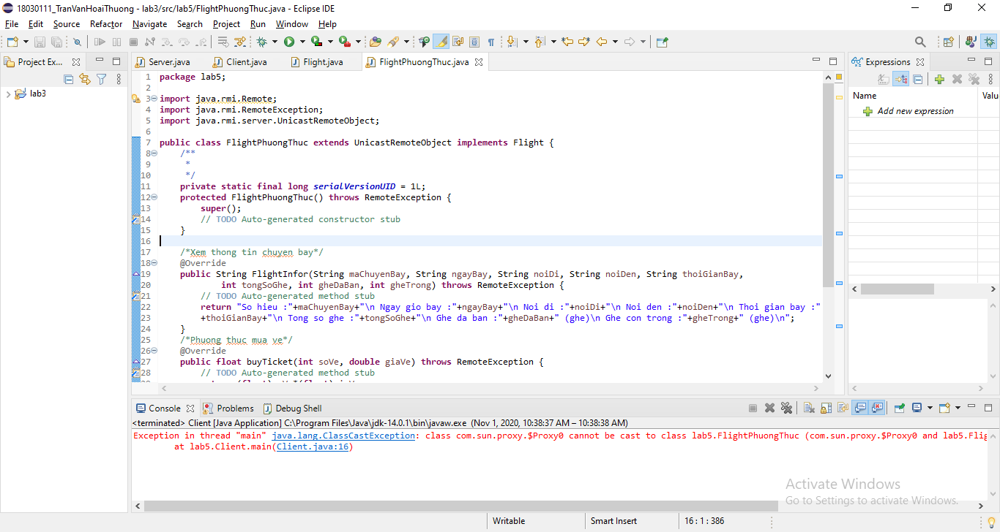 18030111_TranVanHoaiThuong - lab3/src/lab5/FlightPhuongThuc.java - Eclipse IDE
File Edit Source Refactor Navigate Search Project Run Window Help
Project Ex...
lab3
Server.java Client.java Flight.java FlightPhuongThuc.java
1 package lab5;
2
3 import java.rmi.Remote;
4 import java.rmi.RemoteException;
5 import java.rmi.server.UnicastRemoteObject;
6
7 public class FlightPhuongThuc extends UnicastRemoteObject implements Flight {
8 /**
9 *
10 */
11 private static final long serialVersionUID = 1L;
12 protected FlightPhuongThuc() throws RemoteException {
13 super();
14 // TODO Auto-generated constructor stub
15 }
16
17 /*Xem thong tin chuyen bay*/
18 @Override
19 public String FlightInfor(String maChuyenBay, String ngayBay, String noiDi, String noiDen, String thoiGianBay,
20 int tongSoGhe, int gheDaBan, int gheTrong) throws RemoteException {
21 // TODO Auto-generated method stub
22 return "So hieu :"+maChuyenBay+"\n Ngay gio bay :"+ngayBay+"\n Noi di :"+noiDi+"\n Noi den :"+noiDen+"\n Thoi gian bay :"
23 +thoiGianBay+"\n Tong so ghe :"+tongSoGhe+"\n Ghe da ban :"+gheDaBan+" (ghe)\n Ghe con trong :"+gheTrong+" (ghe)\n";
24 }
25 /*Phuong thuc mua ve*/
26 @Override
27 public float buyTicket(int soVe, double giaVe) throws RemoteException {
28 // TODO Auto-generated method stub
Expressions
Name Valu
Add new expression
Console Problems Debug Shell
<terminated> Client [Java Application] C:\Program Files\Java\jdk-14.0.1\bin\javaw.exe (Nov 1, 2020, 10:38:37 AM – 10:38:38 AM)
Exception in thread "main" java.lang.ClassCastException: class com.sun.proxy.$Proxy0 cannot be cast to class lab5.FlightPhuongThuc (com.sun.proxy.$Proxy0 and lab5.Flig
at lab5.Client.main(Client.java:16)
Activate Windows
Go to Settings to activate Windows.
Writable Smart Insert 16 : 1 : 386